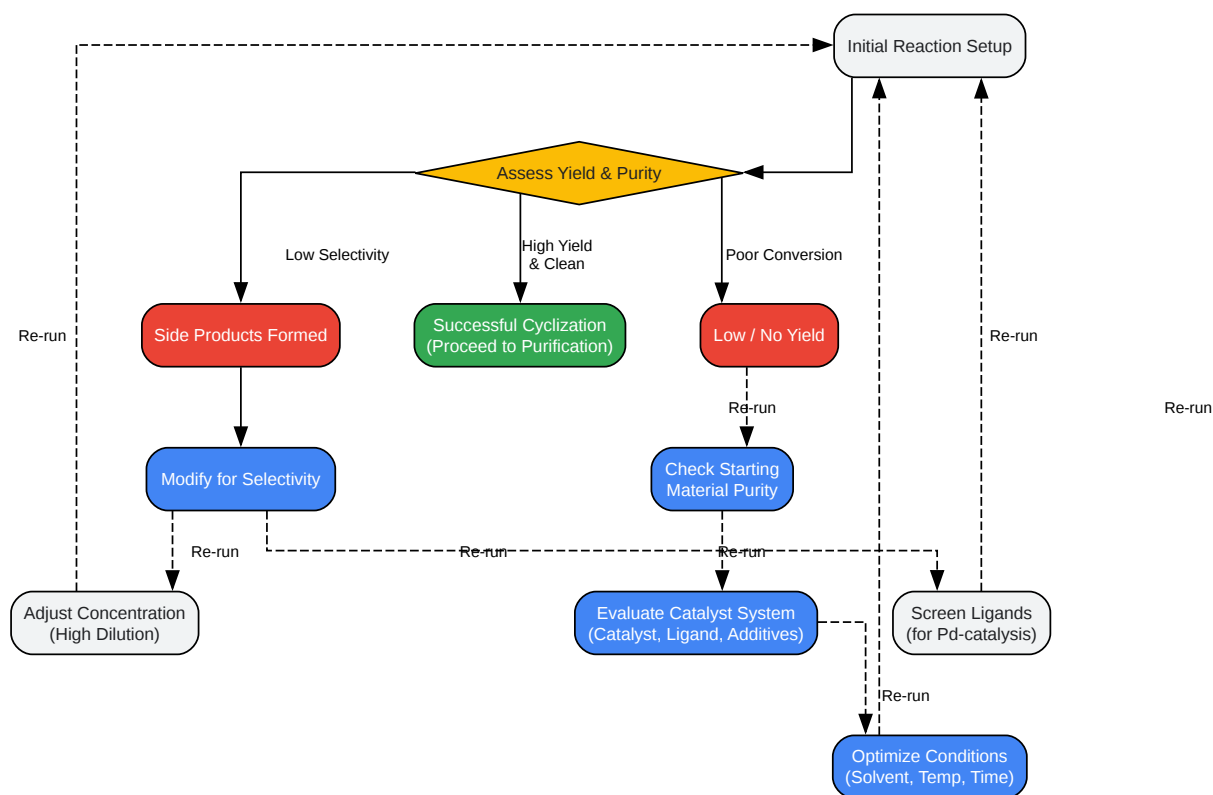 Initial Reaction Setup
Assess Yield & Purity
Low Selectivity
High Yield
& Clean
Poor Conversion
Side Products Formed
Successful Cyclization
(Proceed to Purification)
Low / No Yield
Re-run
Re-run
Re-run
Re-run
Modify for Selectivity
Check Starting
Material Purity
Re-run
Re-run
Re-run
Adjust Concentration
(High Dilution)
Evaluate Catalyst System
(Catalyst, Ligand, Additives)
Screen Ligands
(for Pd-catalysis)
Re-run
Optimize Conditions
(Solvent, Temp, Time)